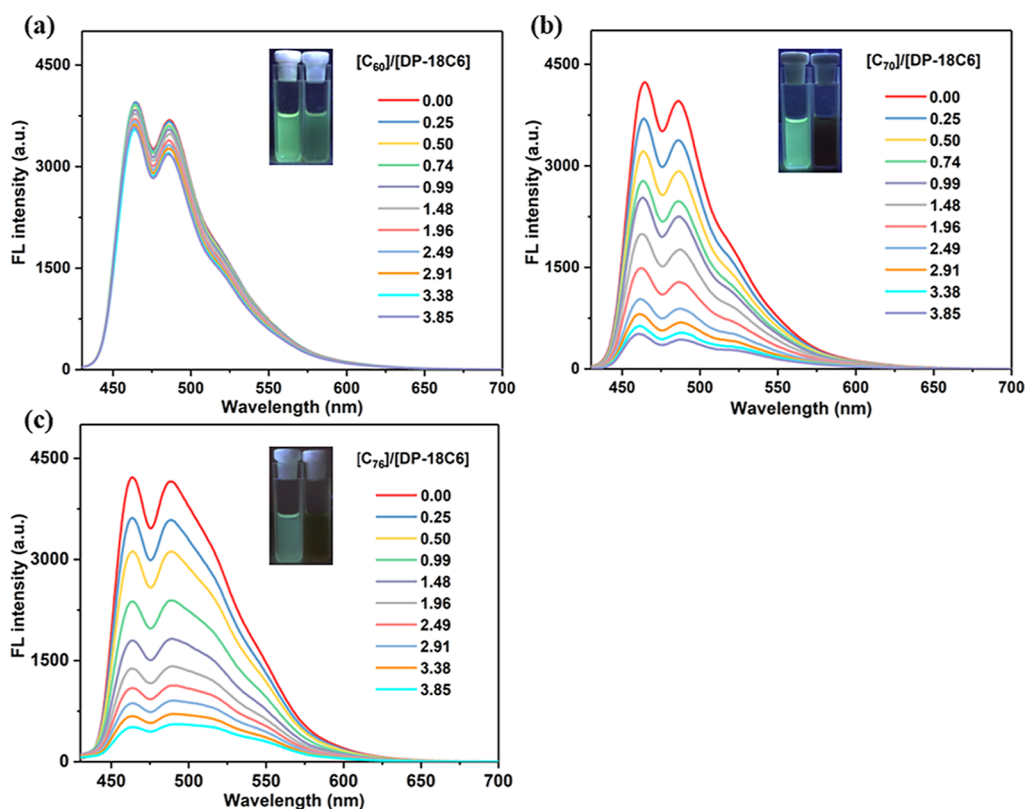 (a)
[C60]/[DP-18C6]
0.00
0.25
0.50
0.74
0.99
1.48
1.96
2.49
2.91
3.38
3.85
4500
3000
1500
0
FL intensity (a.u.)
450 500 550 600 650 700
Wavelength (nm)
(b)
[C70]/[DP-18C6]
0.00
0.25
0.50
0.74
0.99
1.48
1.96
2.49
2.91
3.38
3.85
4500
3000
1500
0
FL intensity (a.u.)
450 500 550 600 650 700
Wavelength (nm)
(c)
[C76]/[DP-18C6]
0.00
0.25
0.50
0.99
1.48
1.96
2.49
2.91
3.38
3.85
4500
3000
1500
0
FL intensity (a.u.)
450 500 550 600 650 700
Wavelength (nm)